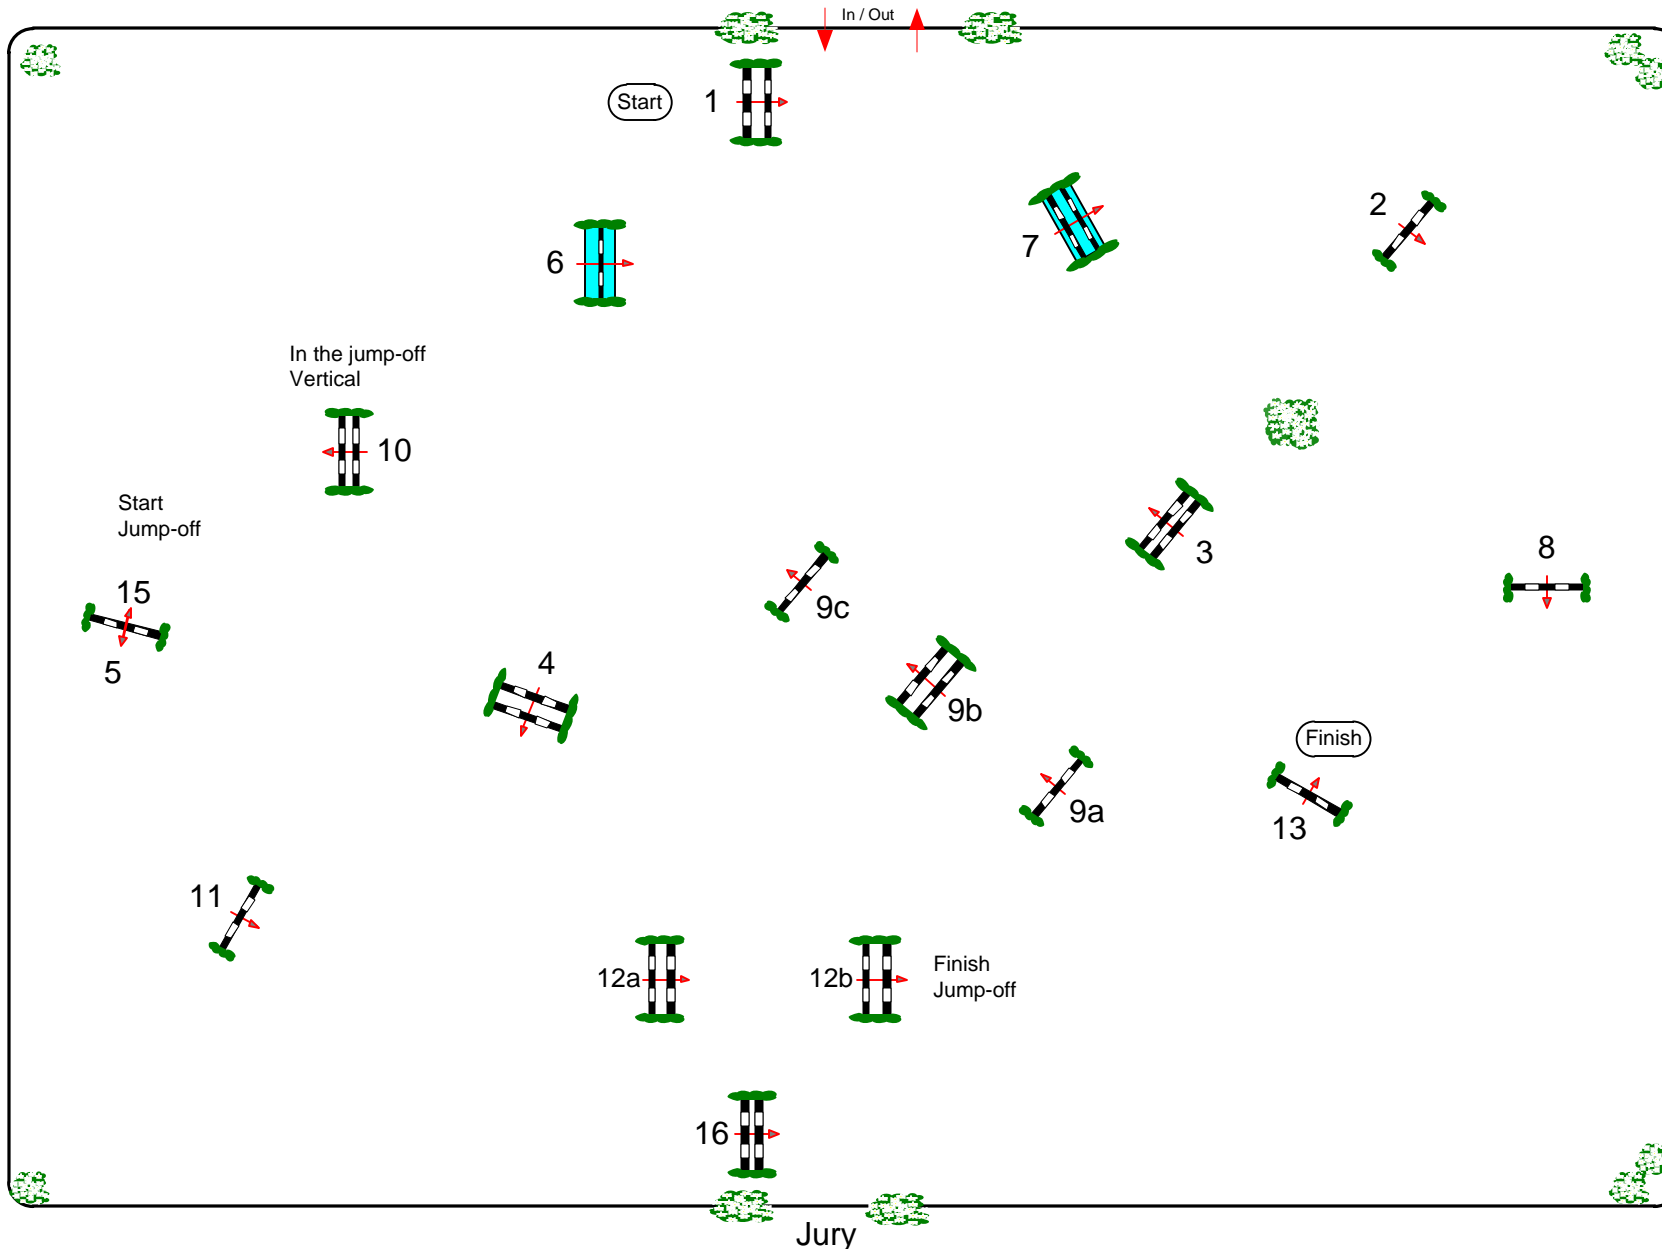 In / Out
Start
1
2
7
6
In the jump-off
Vertical
10
Start
Jump-off
3
8
15
9c
5
4
9b
Finish
9a
13
11
12a
12b
Finish
Jump-off
16
Jury